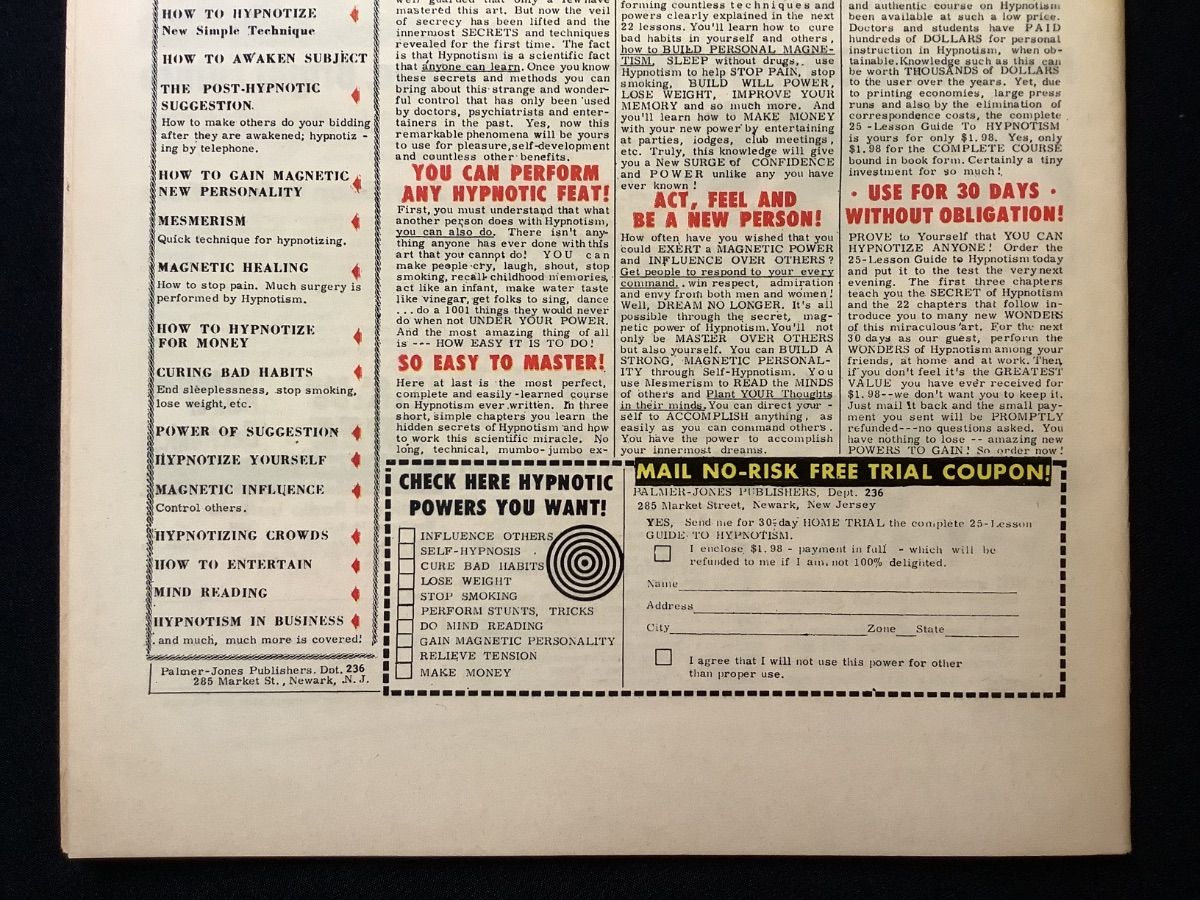 HOW TO HYPNOTIZE
New Simple Technique
HOW TO AWAKEN SUBJECT
THE POST-HYPNOTIC
SUGGESTION.
How to make others do your bidding
after they are awakened; hypnotiz -
ing by telephone.
HOW TO GAIN MAGNETIC
NEW PERSONALITY
MESMERISM
Quick technique for hypnotizing.
MAGNETIC HEALING
How to stop pain. Much surgery is
performed by Hypnotism.
HOW TO HYPNOTIZE
FOR MONEY
CURING BAD HABITS
End sleeplessness, stop smoking,
lose weight, etc.
POWER OF SUGGESTION
HYPNOTIZE YOURSELF
MAGNETIC INFLUENCE
Control others.
HYPNOTIZING CROWDS
HOW TO ENTERTAIN
MIND READING
HYPNOTISM IN BUSINESS
. and much, much more is covered!
Palmer-Jones Publishers. Dpt. 236
285 Market St., Newark, N. J.
well guarded that only a few have
mastered this art. But now the veil
of secrecy has been lifted and the
innermost SECRETS and techniques
revealed for the first time. The fact
is that Hypnotism is a scientific fact
that anyone can learn. Once you know
these secrets and methods you can
bring about this strange and wonder-
ful control that has only been used
by doctors, psychiatrists and enter-
tainers in the past. Yes, now this
remarkable phenomena will be yours
to use for pleasure, self-development
and countless other benefits.
YOU CAN PERFORM
ANY HYPNOTIC FEAT!
First, you must understand that what
another person does with Hypnotism,
you can also do. There isn't any-
thing anyone has ever done with this
art that you cannot do! YOU can
make people cry, laugh, shout, stop
smoking, recall childhood memories,
act like an infant, make water taste
like vinegar, get folks to sing, dance
. . . do a 1001 things they would never
do when not UNDER YOUR POWER.
And the most amazing thing of all
is --- HOW EASY IT IS TO DO!
SO EASY TO MASTER!
Here at last is the most perfect,
complete and easily-learned course
on Hypnotism ever written. In three
short, simple chapters you learn the
hidden secrets of Hypnotism and how
to work this scientific miracle. No
long, technical, mumbo-jumbo ex-
forming countless techniques and
powers clearly explained in the next
22 lessons. You'll learn how to cure
bad habits in yourself and others,
how to BUILD PERSONAL MAGNE-
TISM, SLEEP without drugs, use
Hypnotism to help STOP PAIN, stop
smoking, BUILD WILL POWER,
LOSE WEIGHT, IMPROVE YOUR
MEMORY and so much more. And
you'll learn how to MAKE MONEY
with your new power by entertaining
at parties, lodges, club meetings,
etc. Truly, this knowledge will give
you a New SURGE of CONFIDENCE
and POWER unlike any you have
ever known!
ACT, FEEL AND
BE A NEW PERSON!
How often have you wished that you
could EXERT a MAGNETIC POWER
and INFLUENCE OVER OTHERS?
Get people to respond to your every
command. . win respect, admiration
and envy from both men and women!
Well, DREAM NO LONGER. It's all
possible through the secret, mag-
netic power of Hypnotism. You'll not
only be MASTER OVER OTHERS
but also yourself. You can BUILD A
STRONG, MAGNETIC PERSONAL-
ITY through Self-Hypnotism. You
use Mesmerism to READ the MINDS
of others and Plant YOUR Thoughts
in their minds. You can direct your -
self to ACCOMPLISH anything, as
easily as you can command others.
You have the power to accomplish
your innermost dreams.
and authentic course on Hypnotism
been available at such a low price.
Doctors and students have PAID
hundreds of DOLLARS for personal
instruction in Hypnotism, when ob-
tainable. Knowledge such as this can
be worth THOUSANDS of DOLLARS
to the user over the years. Yet, due
to printing economies, large press
runs and also by the elimination of
correspondence costs, the complete
25 -Lesson Guide To HYPNOTISM
is yours for only $1.98. Yes, only
$1.98 for the COMPLETE COURSE
bound in book form. Certainly a tiny
investment for so much!
· USE FOR 30 DAYS ·
WITHOUT OBLIGATION!
PROVE to Yourself that YOU CAN
HYPNOTIZE ANYONE! Order the
25-Lesson Guide to Hypnotism today
and put it to the test the very next
evening. The first three chapters
teach you the SECRET of Hypnotism
and the 22 chapters that follow in-
troduce you to many new WONDERS
of this miraculous art. For the next
30 days as our guest, perform the
WONDERS of Hypnotism among your
friends, at home and at work. Then,
if you don't feel it's the GREATEST
VALUE you have ever received for
$1.98--we don't want you to keep it.
Just mail it back and the small pay-
ment you sent will be PROMPTLY
refunded---no questions asked. You
have nothing to lose -- amazing new
POWERS TO GAIN! So order now!
CHECK HERE HYPNOTIC
POWERS YOU WANT!
INFLUENCE OTHERS
SELF-HYPNOSIS
CURE BAD HABITS
LOSE WEIGHT
STOP SMOKING
PERFORM STUNTS, TRICKS
DO MIND READING
GAIN MAGNETIC PERSONALITY
RELIEVE TENSION
MAKE MONEY
MAIL NO-RISK FREE TRIAL COUPON!
PALMER-JONES PUBLISHERS, Dept. 236
285 Market Street, Newark, New Jersey
YES, Send me for 30-day HOME TRIAL the complete 25-Lesson
GUIDE TO HYPNOTISM.
I enclose $1.98 - payment in full - which will be
refunded to me if I am not 100% delighted.
Name
Address
City Zone State
I agree that I will not use this power for other
than proper use.